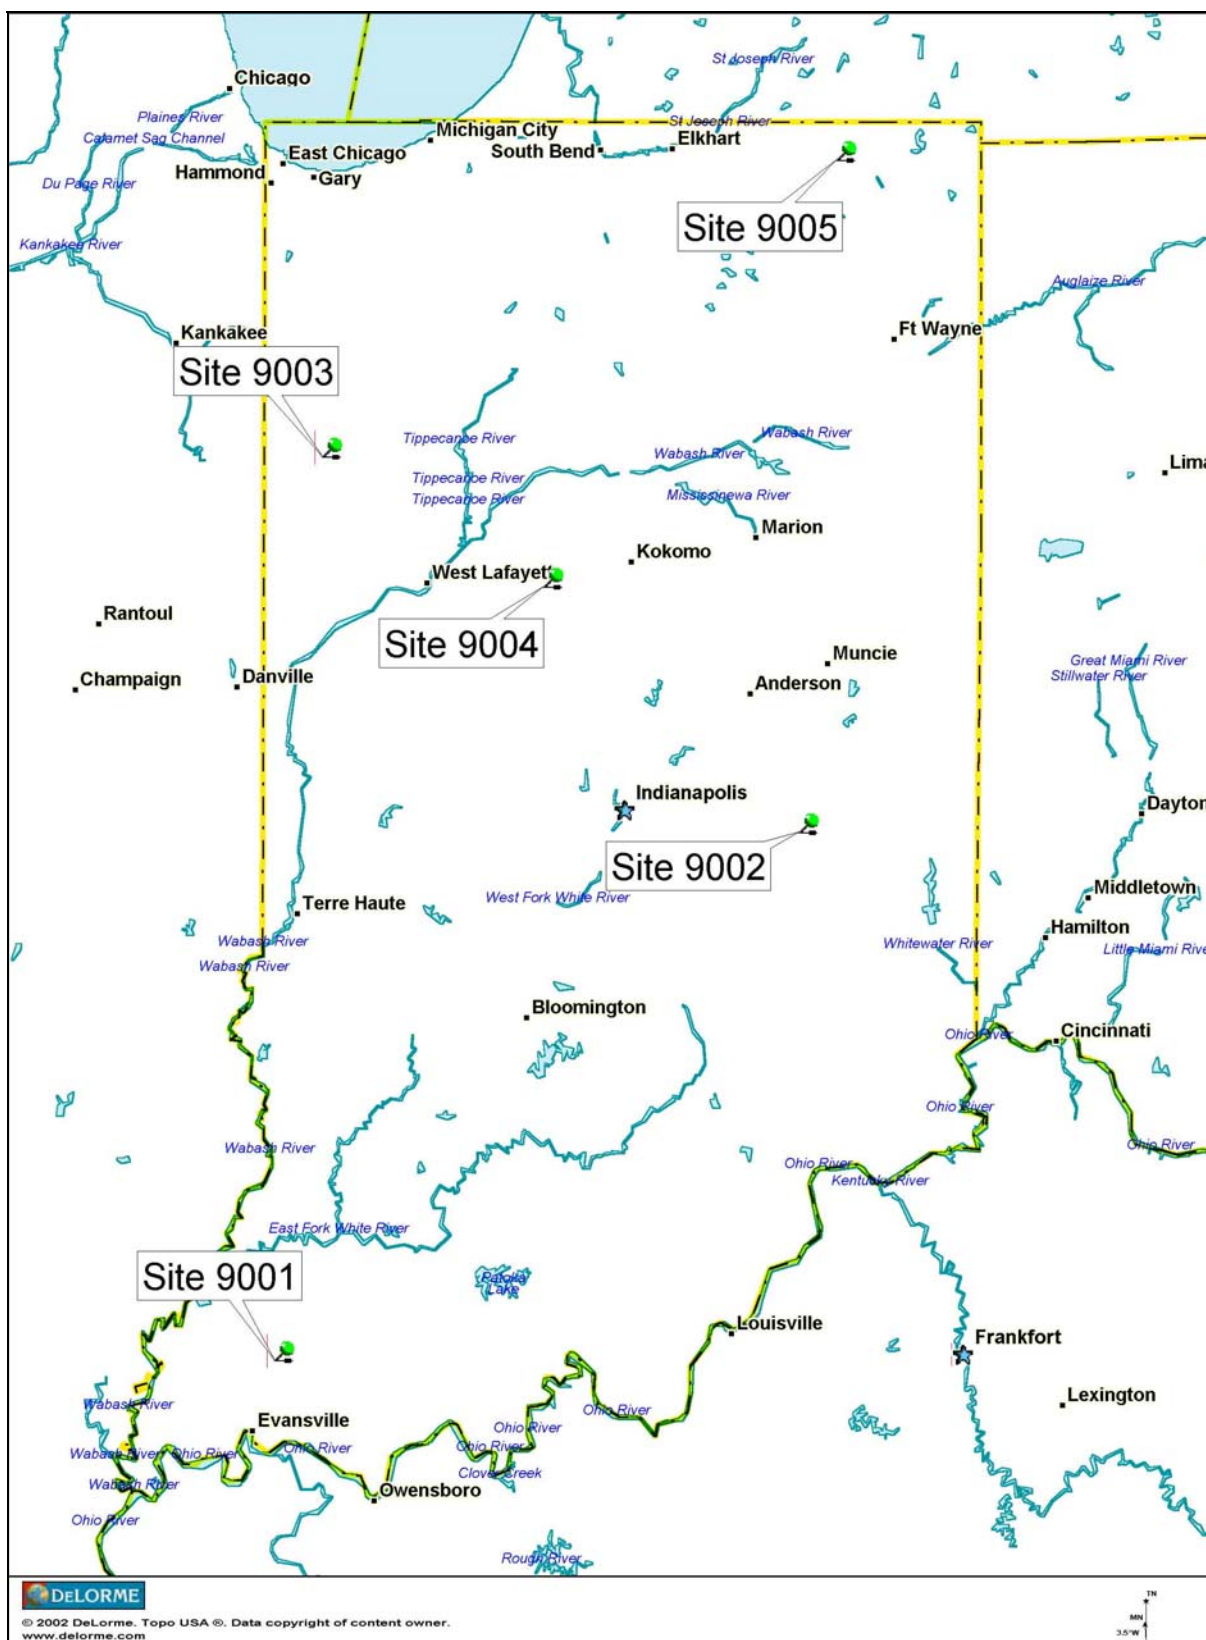 St Joseph River
Chicago
Plaines River
St Joseph River
Calamet Sag Channel
Michigan City
Elkhart
East Chicago
South Bend
Hammond
Gary
Du Page River
Site 9005
Kankakee River
Auglaize River
Kankakee
Ft Wayne
Site 9003
Tippecanoe River
Wabash River
Wabash River
Lima
Tippecanoe River
Tippecanoe River
Mississinewa River
Marion
Kokomo
West Lafayett
Rantoul
Site 9004
Muncie
Great Miami River
Stillwater River
Champaign
Danville
Anderson
Indianapolis
Dayton
Site 9002
Middletown
West Fork White River
Terre Haute
Hamilton
Wabash River
Whitewater River
Little Miami Rive
Wabash River
Bloomington
Ohio River
Cincinnati
Ohio River
Wabash River
Ohio River
Ohio River
Kentucky River
East Fork White River
Site 9001
Patoka
Lake
Louisville
Frankfort
Lexington
Wabash River
Ohio River
Evansville
Ohio River
Wabash River
Ohio River
Ohio River
Ohio River
Clover Creek
Wabash River
Owensboro
Ohio River
Rough River
DELORME
TN
© 2002 DeLorme. Topo USA ®. Data copyright of content owner.
www.delorme.com
MN
3.5°W